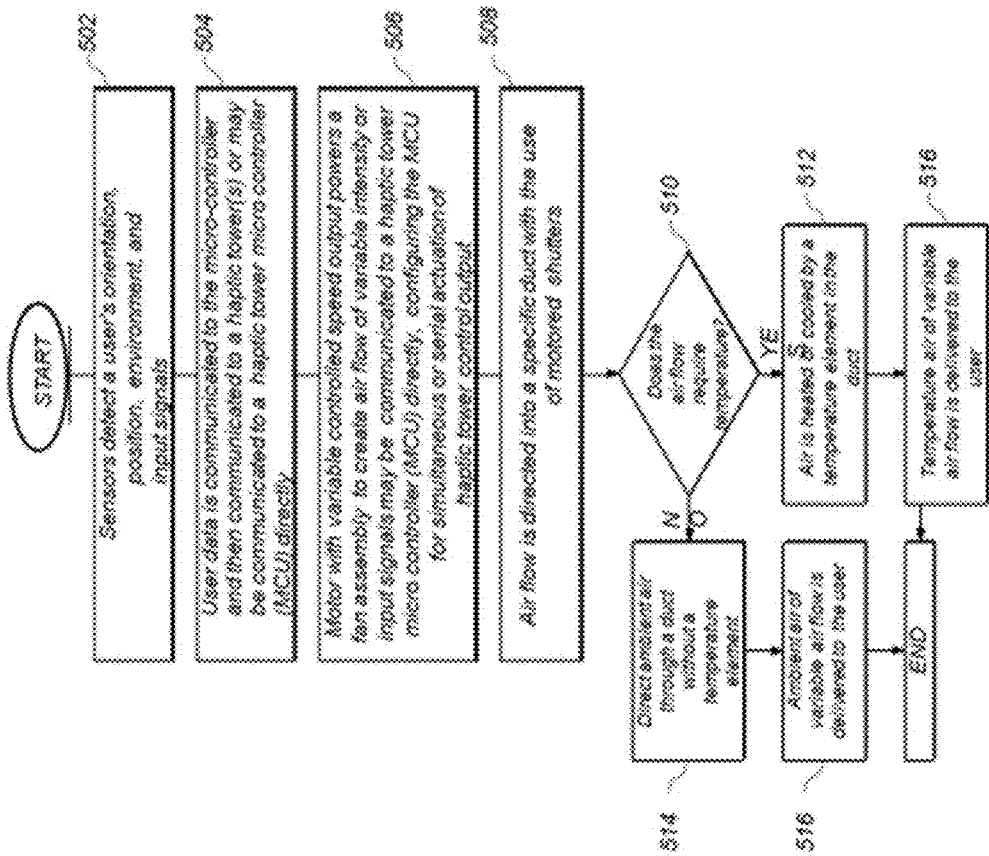 START
502
Sensors detect a user's orientation,
position, environment, and
input signals
504
User data is communicated to the micro-controller
and then communicated to a haptic tower(s) or may
be communicated to a haptic tower micro controller
(MCU) directly
506
Motor with variable controlled speed output powers a
fan assembly to create air flow of variable intensity or
input signals may be communicated to a haptic tower
micro controller (MCU) directly, configuring the MCU
for simultaneous or serial actuation of
haptic tower control output
508
Air flow is directed into a specific duct with the use
of motored shutters
510
Does the
air flow
require
temperature?
N
O
YE
S
514
Direct ambient air
through a duct
without a
temperature
element
512
Air is heated or cooled by a
temperature element in the
duct
516
Ambient air of
variable air flow is
delivered to the user
516
Temperature air of variable
air flow is delivered to the
user
END